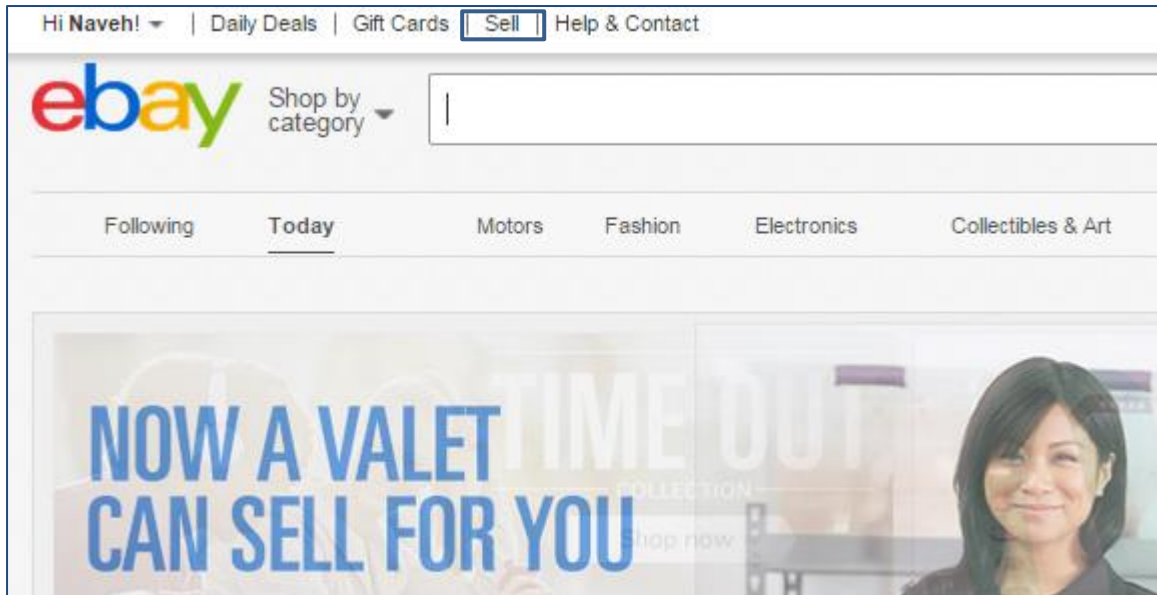 Hi Naveh! | Daily Deals | Gift Cards | Sell | Help & Contact
ebay
Shop by
category
Following Today Motors Fashion Electronics Collectibles & Art
TIME OUT
COLLECTION
Shop now
NOW A VALET
CAN SELL FOR YOU